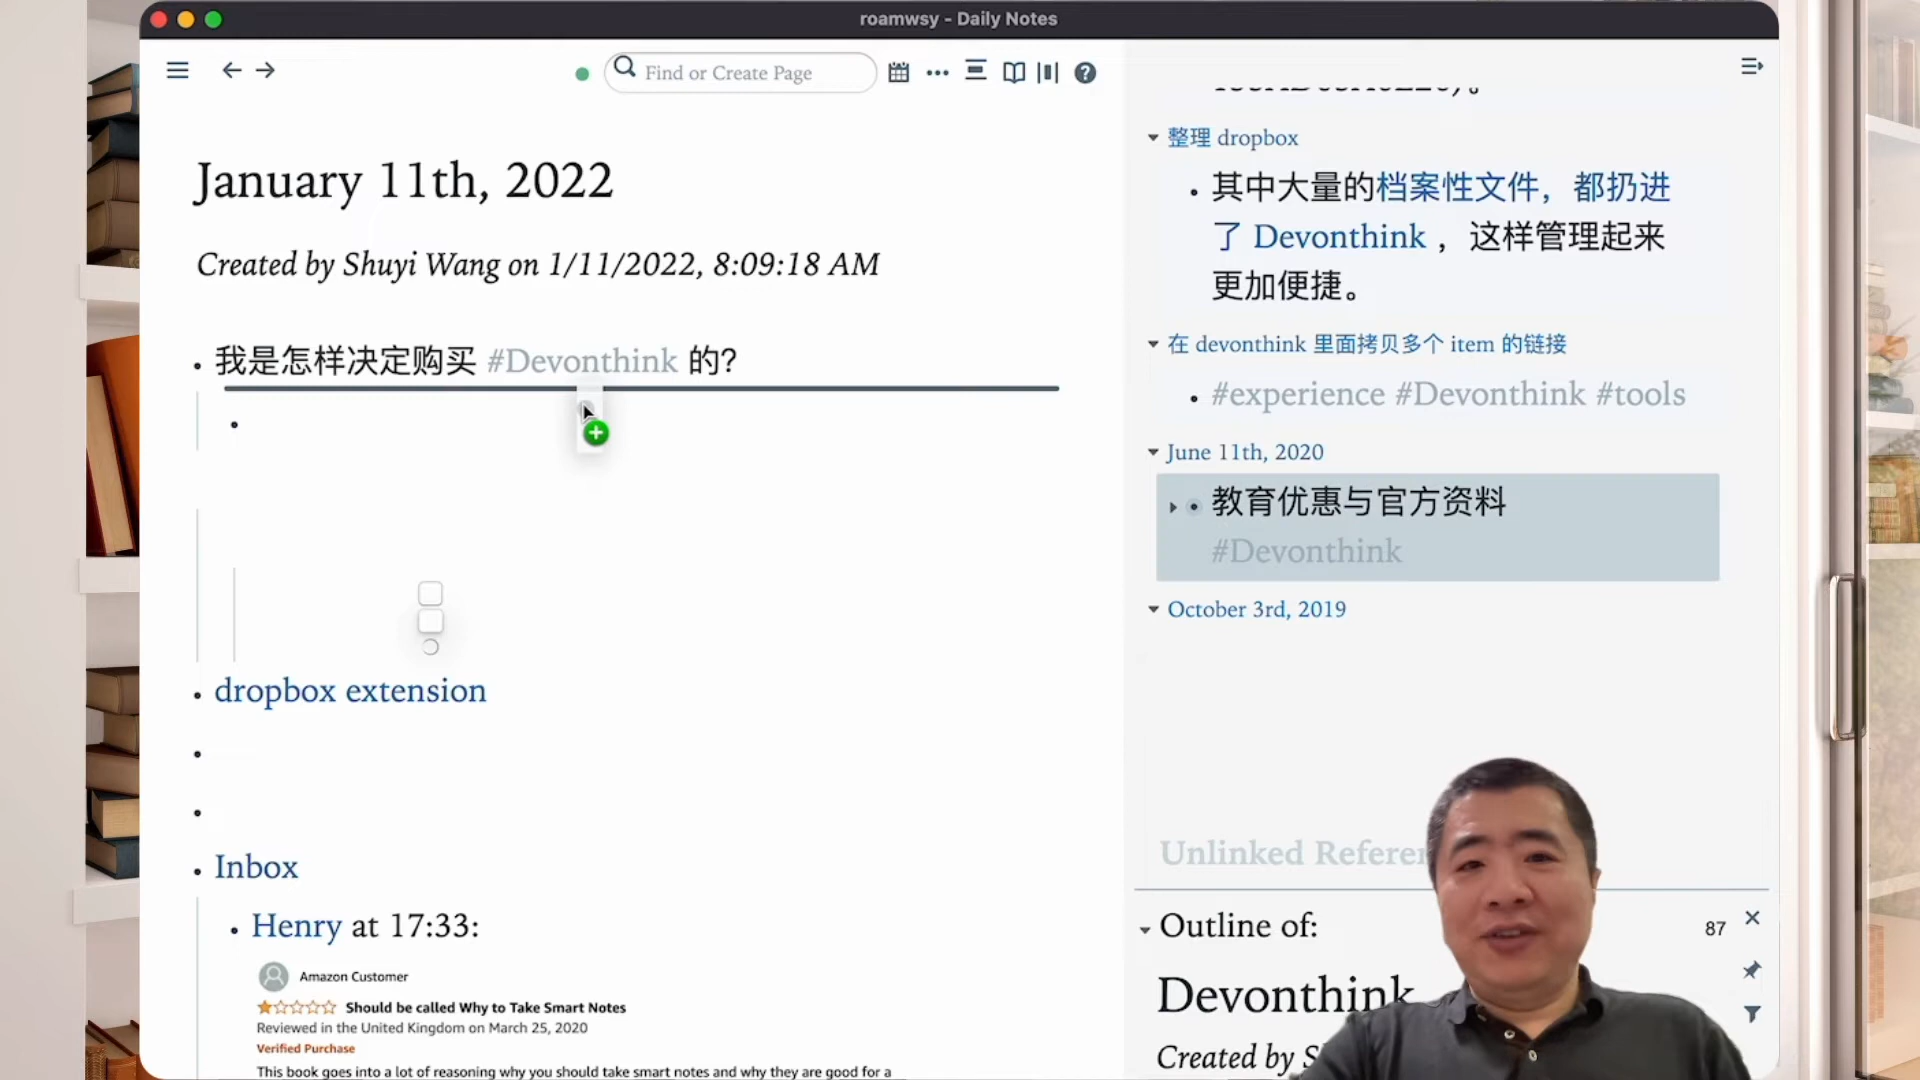 roamwsy - Daily Notes
Find or Create Page
January 11th, 2022
Created by Shuyi Wang on 1/11/2022, 8:09:18 AM
我是怎样决定购买 #Devonthink 的?
dropbox extension
Inbox
Henry at 17:33:
Amazon Customer
Should be called Why to Take Smart Notes
Reviewed in the United Kingdom on March 25, 2020
Verified Purchase
This book goes into a lot of reasoning why you should take smart notes and why they are good for a
整理 dropbox
其中大量的档案性文件，都扔进
了 Devonthink ，这样管理起来
更加便捷。
在 devonthink 里面拷贝多个 item 的链接
#experience #Devonthink #tools
June 11th, 2020
教育优惠与官方资料
#Devonthink
October 3rd, 2019
Unlinked
Outline of:
87
Devonthink
Created by